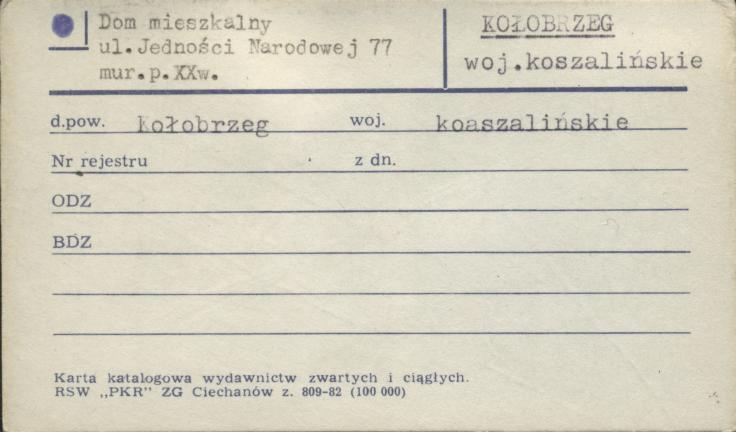 Dom mieszkalny
ul.Jedności Narodowej 77
mur.p.XXw.
KOŁOBRZEG
woj.koszalińskie
d.pow. Kołobrzeg woj. koaszalińskie
Nr rejestru z dn.
ODZ
BDZ
Karta katalogowa wydawnictw zwartych i ciągłych.
RSW „PKR" ZG Ciechanów z. 809-82 (100 000)